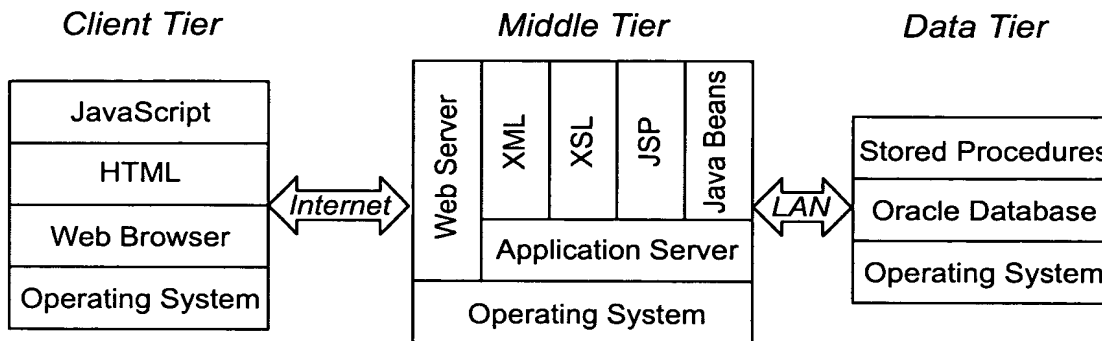 Client Tier
Middle Tier
Data Tier
JavaScript
HTML
Web Browser
Operating System
Internet
Web Server
XML
XSL
JSP
Java Beans
Application Server
Operating System
LAN
Stored Procedures
Oracle Database
Operating System